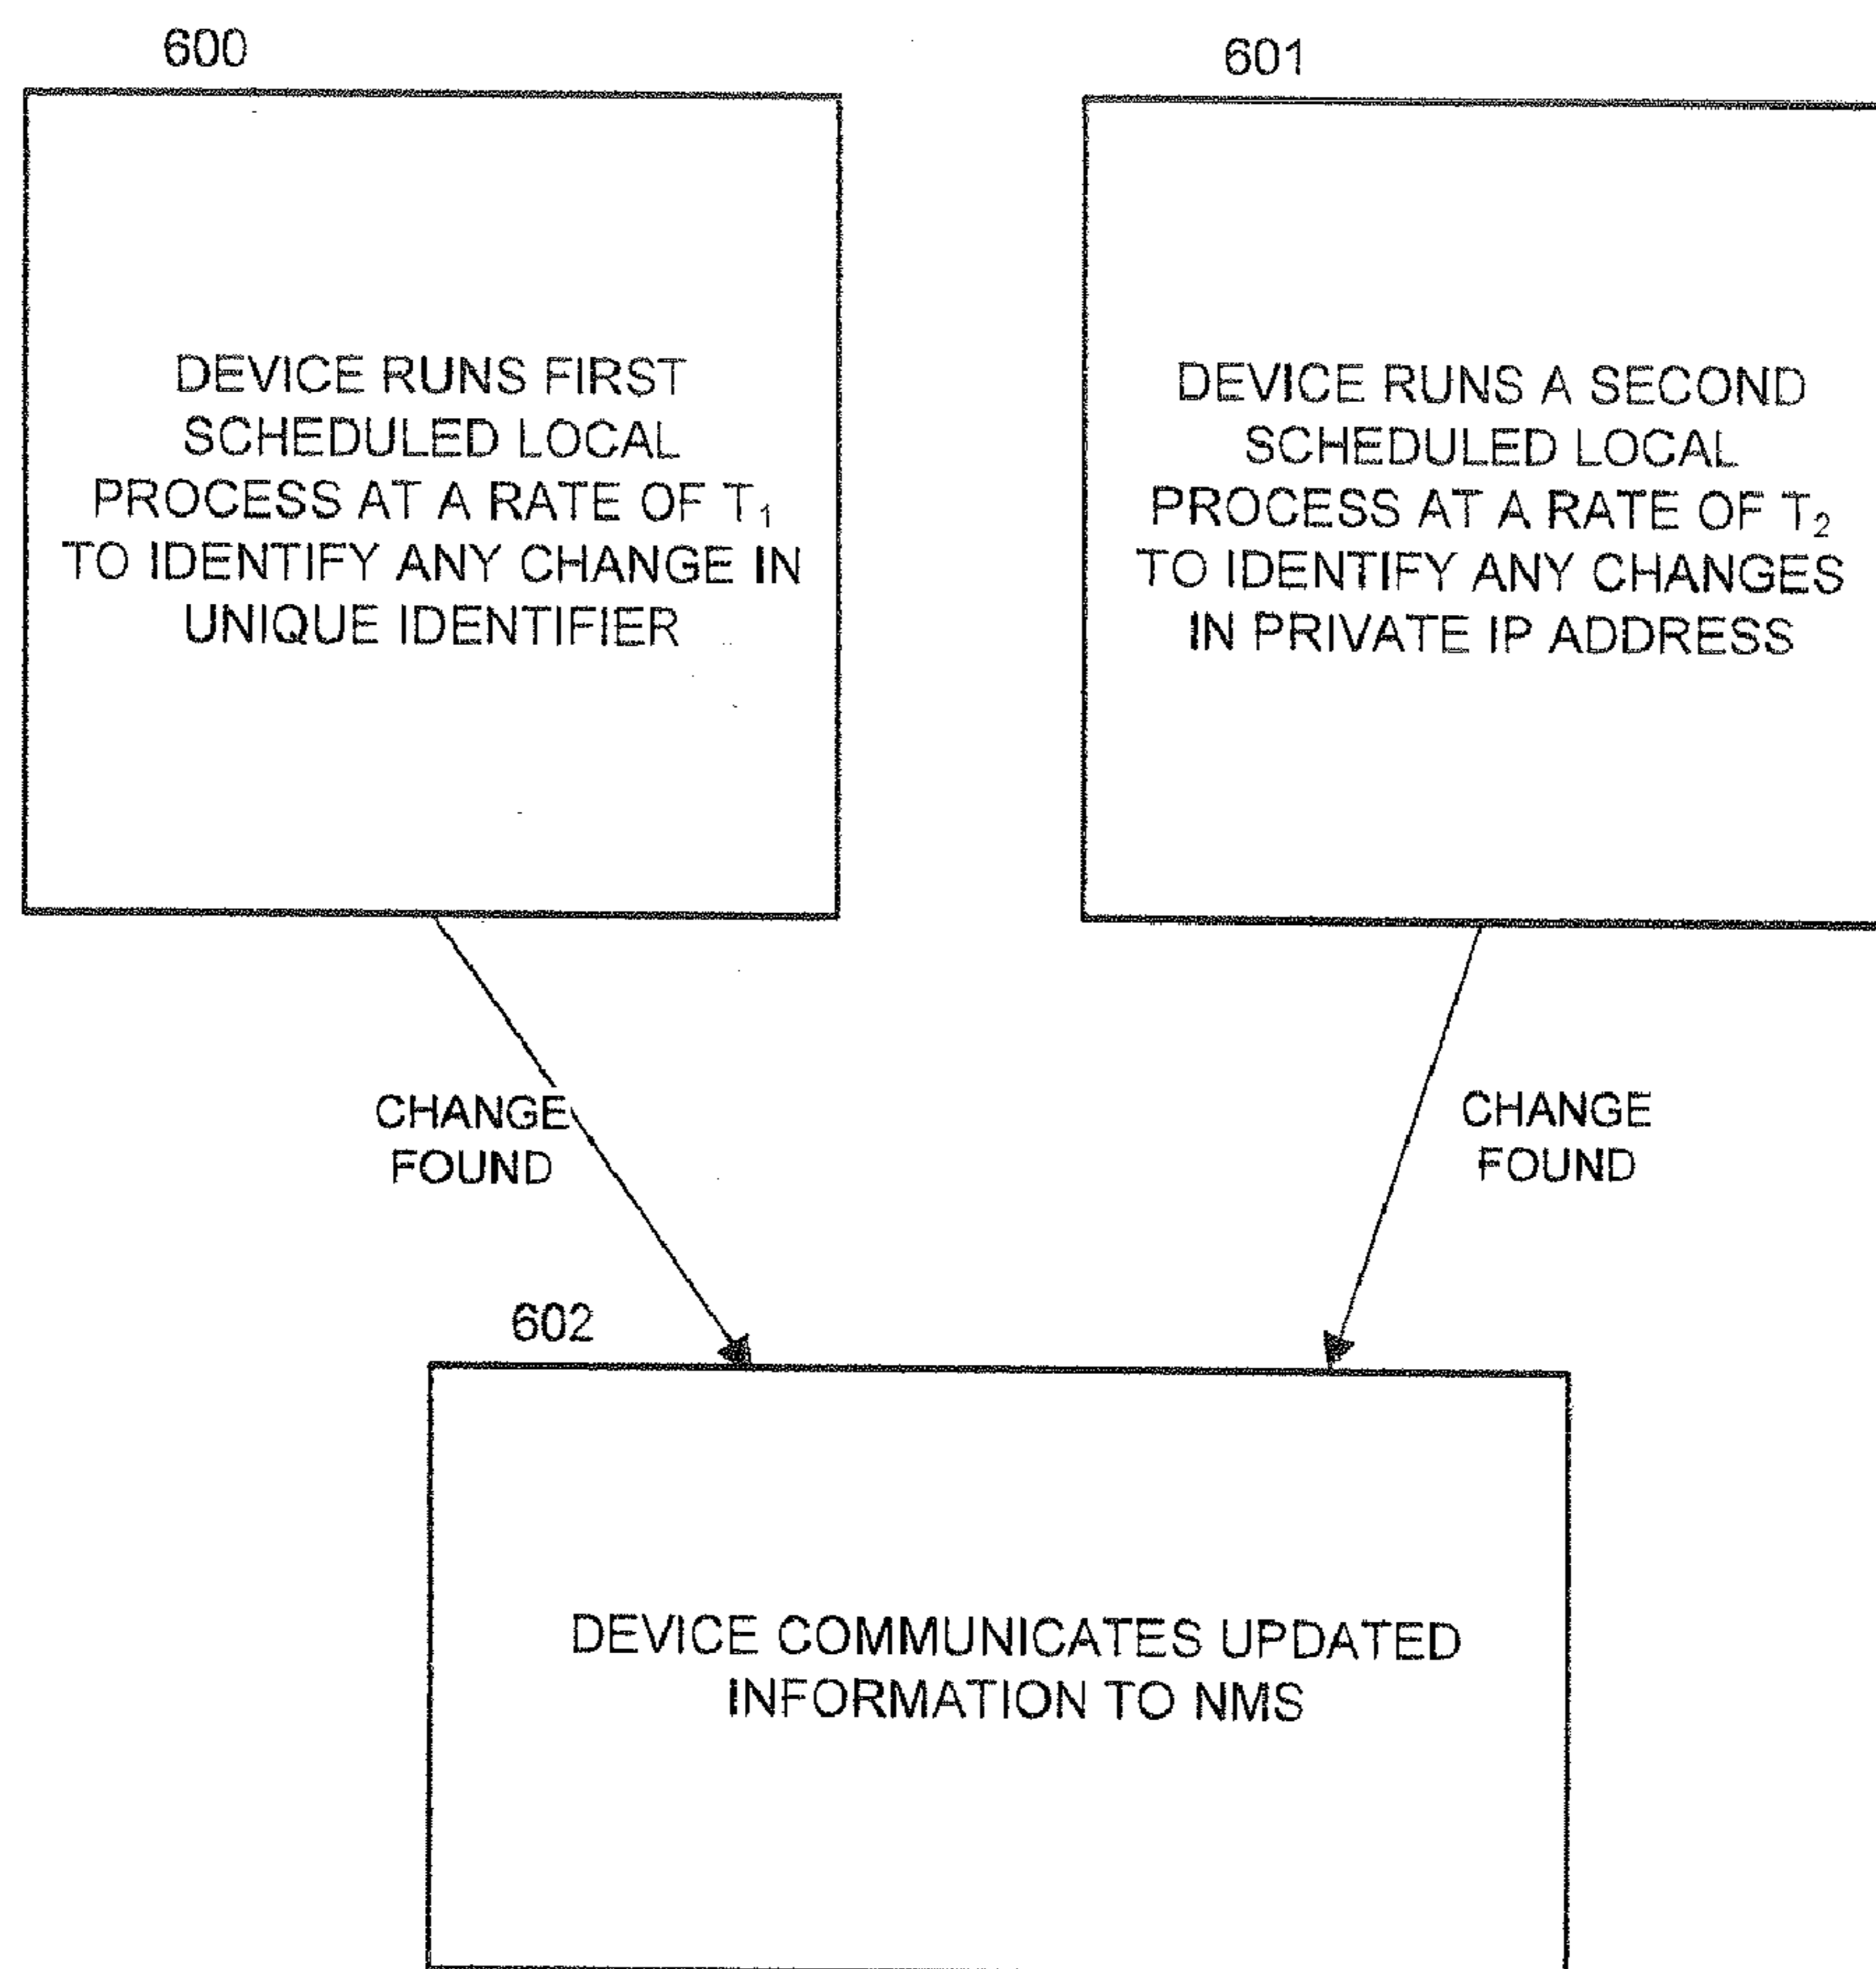 600
DEVICE RUNS FIRST
SCHEDULED LOCAL
PROCESS AT A RATE OF T₁
TO IDENTIFY ANY CHANGE IN
UNIQUE IDENTIFIER
601
DEVICE RUNS A SECOND
SCHEDULED LOCAL
PROCESS AT A RATE OF T₂
TO IDENTIFY ANY CHANGES
IN PRIVATE IP ADDRESS
CHANGE
FOUND
CHANGE
FOUND
602
DEVICE COMMUNICATES UPDATED
INFORMATION TO NMS